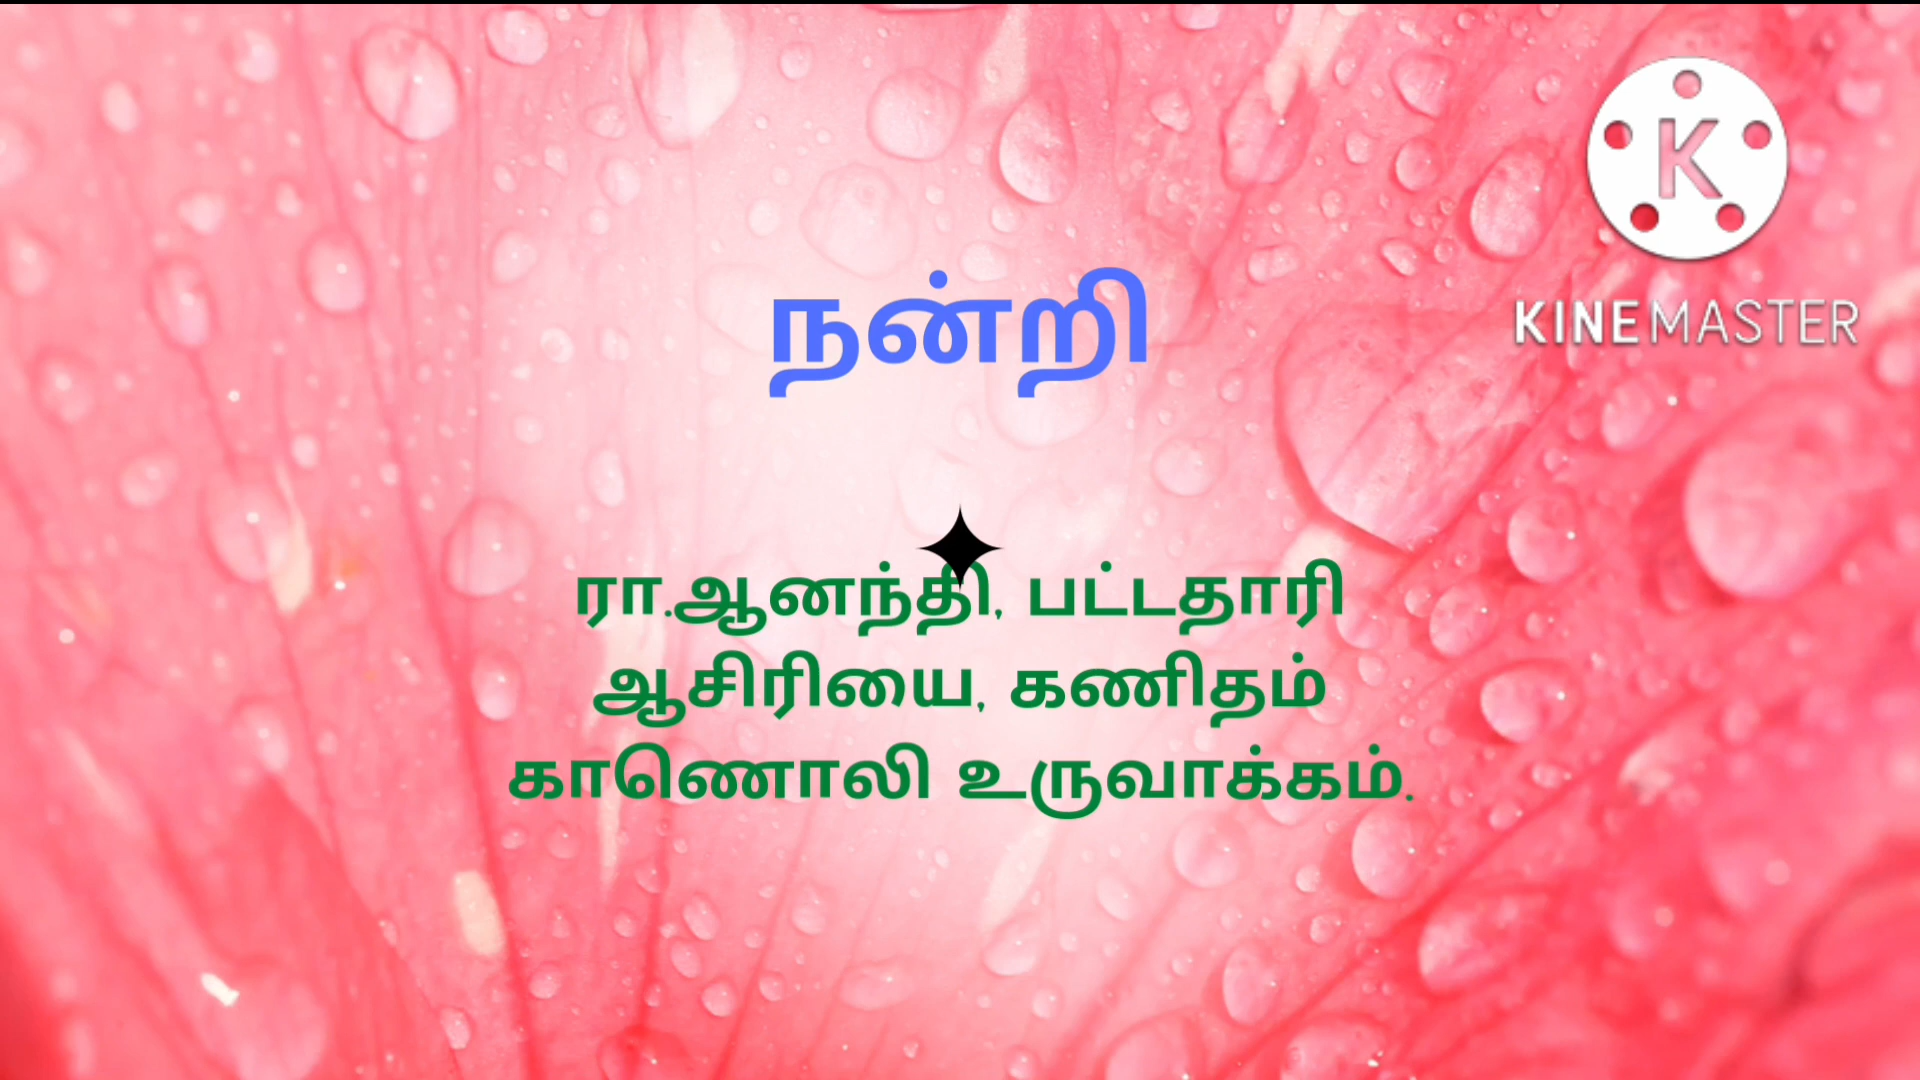 KINEMASTER
நன்றி
ரா.ஆனந்தி, பட்டதாரி
ஆசிரியை, கணிதம்
காணொலி உருவாக்கம்.